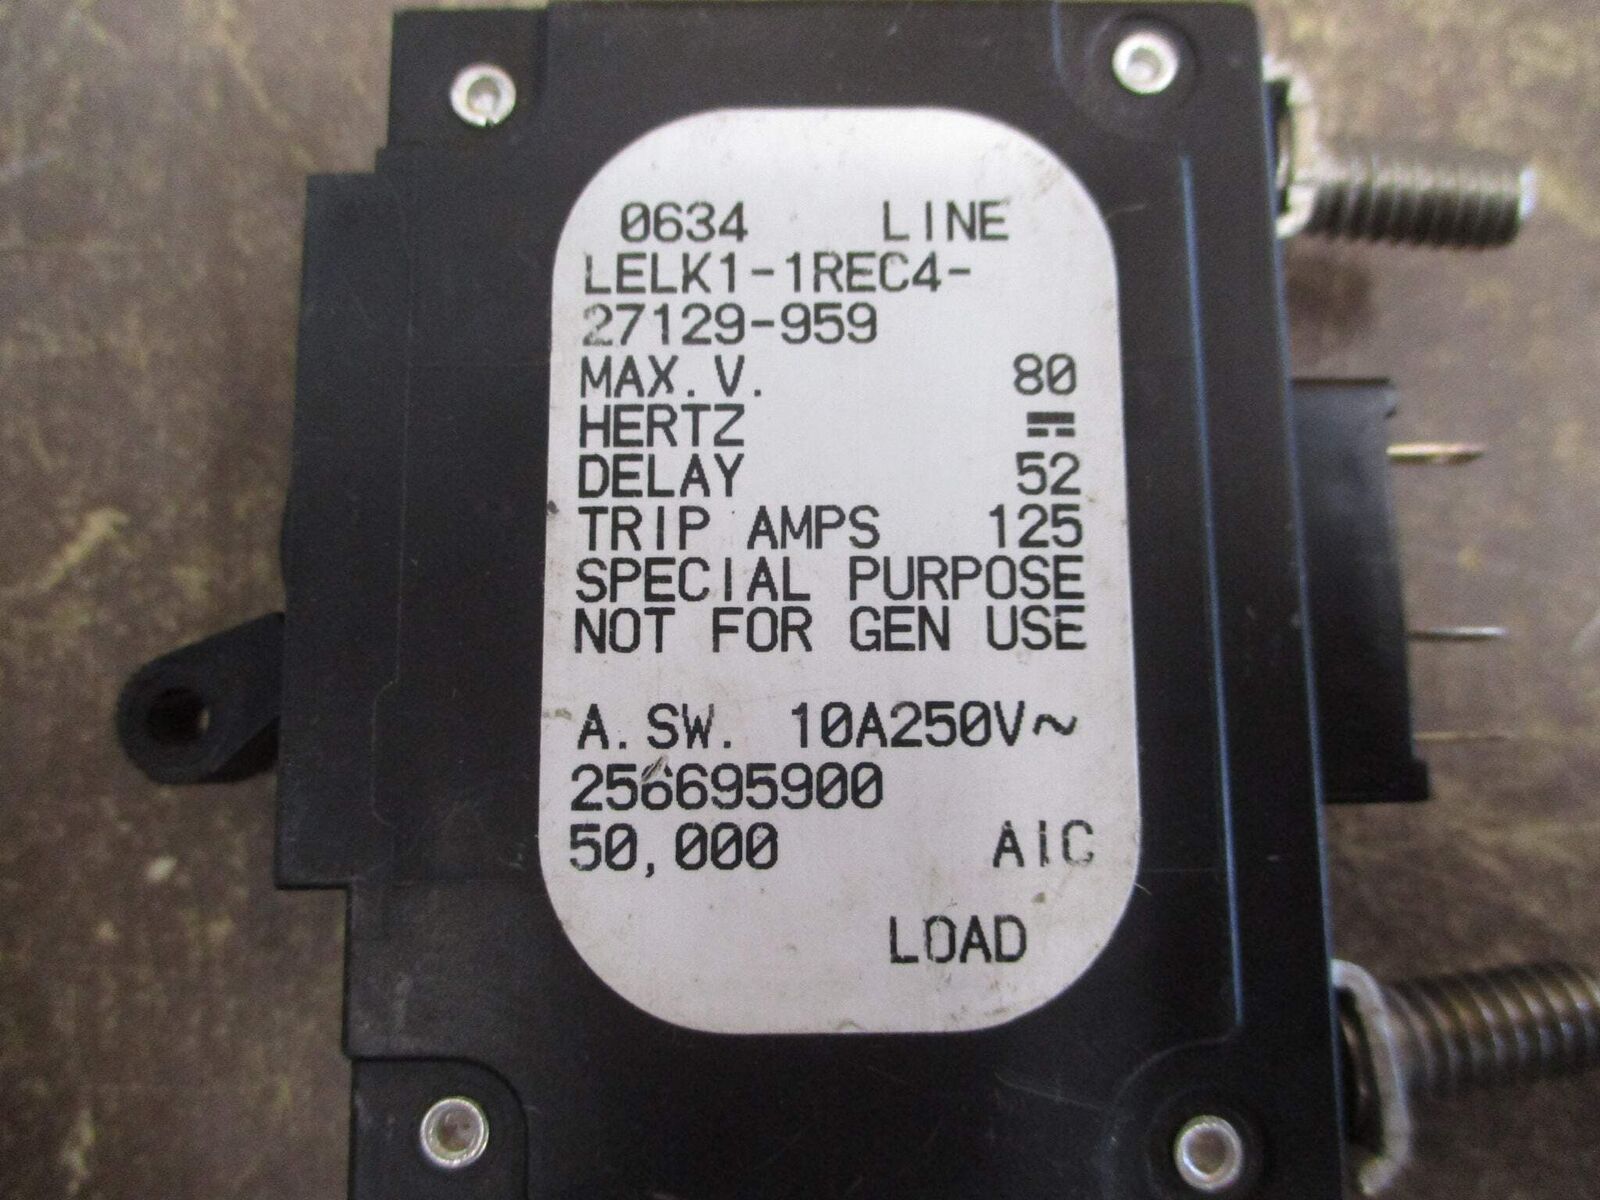 0634 LINE
LELK1-1REC4-
27129-959
MAX.V. 80
HERTZ ⎓
DELAY 52
TRIP AMPS 125
SPECIAL PURPOSE
NOT FOR GEN USE
A.SW. 10A250V~
256695900
50,000 AIC
LOAD